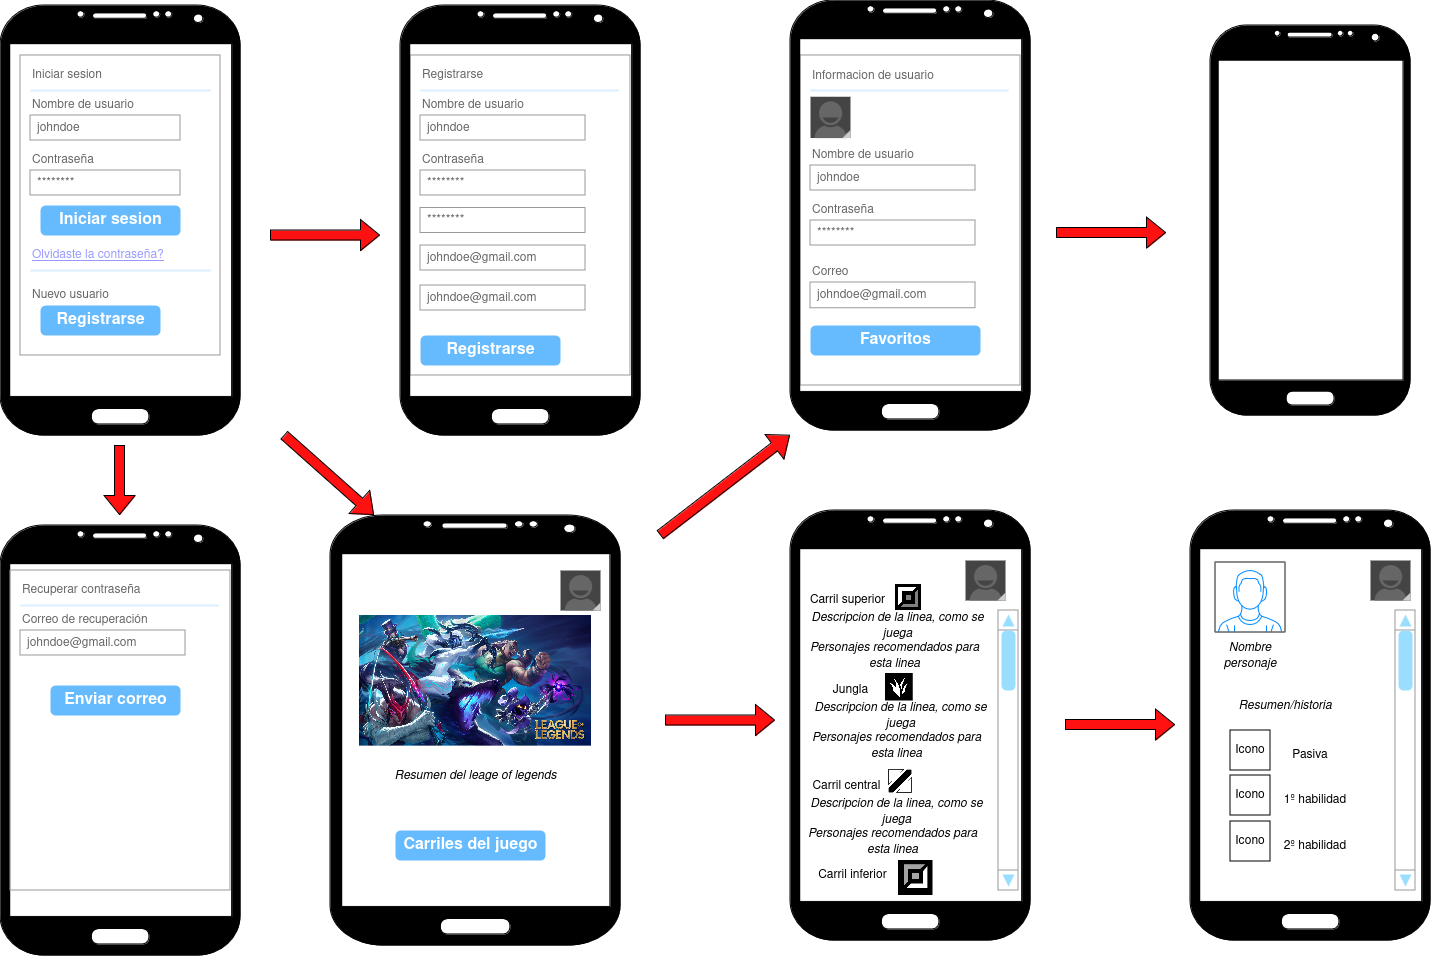 Iniciar sesion
Nombre de usuario
johndoe
Contraseña
********
Iniciar sesion
Olvidaste la contraseña?
Nuevo usuario
Registrarse
Registrarse
Nombre de usuario
johndoe
Contraseña
********
********
johndoe@gmail.com
johndoe@gmail.com
Registrarse
Informacion de usuario
Nombre de usuario
johndoe
Contraseña
********
Correo
johndoe@gmail.com
Favoritos
Recuperar contraseña
Correo de recuperación
johndoe@gmail.com
Enviar correo
LEAGUE OF
LEGENDS
Resumen del leage of legends
Carriles del juego
Carril superior
Descripcion de la linea, como se
juega
Personajes recomendados para
esta linea
Jungla
Descripcion de la linea, como se
juega
Personajes recomendados para
esta linea
Carril central
Descripcion de la linea, como se
juega
Personajes recomendados para
esta linea
Carril inferior
Nombre
personaje
Resumen/historia
Icono
Pasiva
Icono
1º habilidad
Icono
2º habilidad